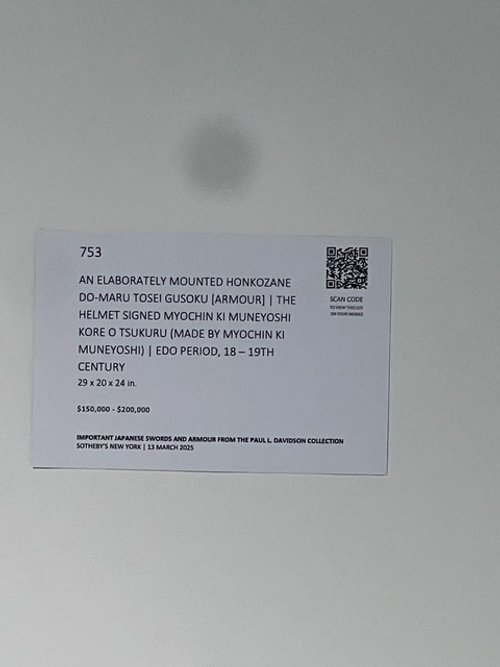 753
AN ELABORATELY MOUNTED HONKOZANE
DO-MARU TOSEI GUSOKU [ARMOUR] | THE
HELMET SIGNED MYOCHIN KI MUNEYOSHI
KORE O TSUKURU (MADE BY MYOCHIN KI
MUNEYOSHI) | EDO PERIOD, 18 – 19TH
CENTURY
29 x 20 x 24 in.
$150,000 - $200,000
IMPORTANT JAPANESE SWORDS AND ARMOUR FROM THE PAUL L. DAVIDSON COLLECTION
SOTHEBY'S NEW YORK | 13 MARCH 2025
SCAN CODE
TO VIEW THIS LOT
ON YOUR MOBILE